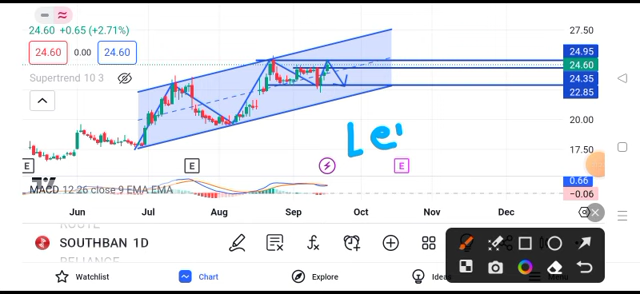 24.60 +0.65 (+2.71%)
24.60 0.00 24.60
Supertrend 10 3
27.50
24.95
24.60
24.35
22.85
20.00
17.50
Le
E E E
MACD 12 26 close 9 EMA EMA
0.66
−0.06
Jun Jul Aug Sep Oct Nov Dec
SOUTHBAN 1D
RELIANCE
Watchlist Chart Explore Ideas Menu